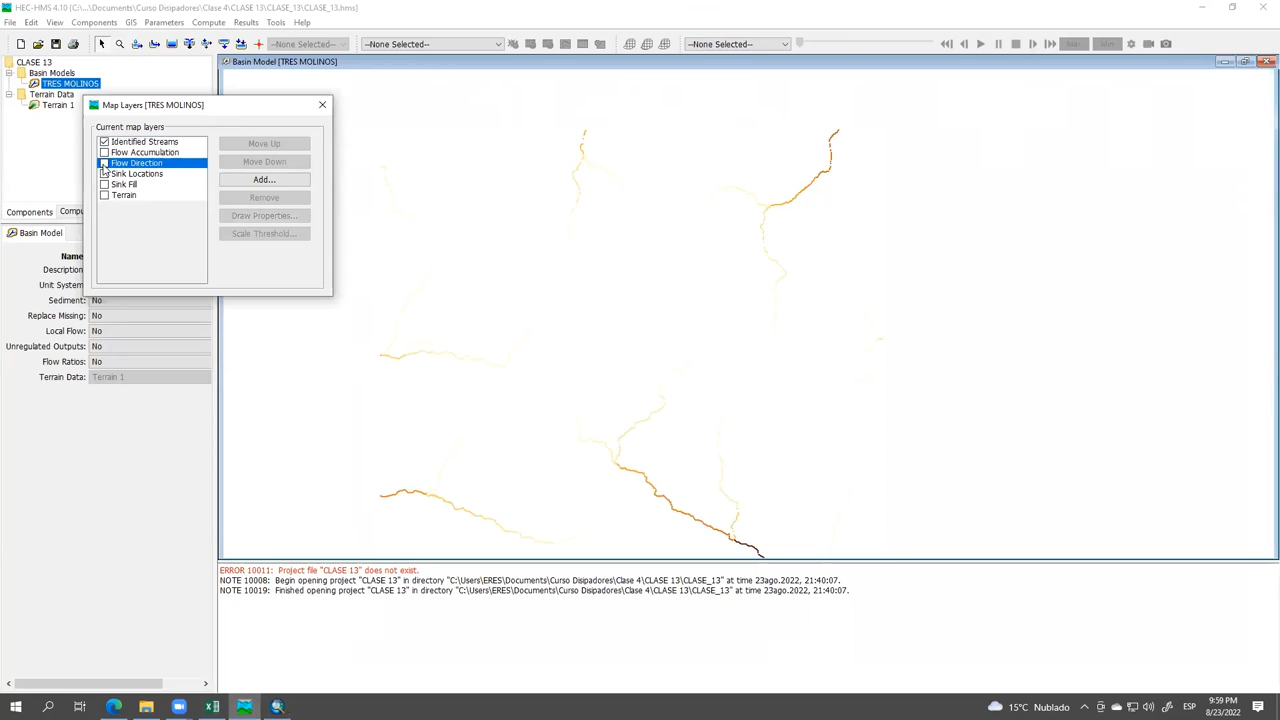 HEC-HMS 4.10 [C:\...\Documents\Curso Disipadores\Clase 4\CLASE 13\CLASE_13\CLASE_13.hms]
File Edit View Components GIS Parameters Compute Results Tools Help
--None Selected-- --None Selected-- --None Selected--
CLASE 13
Basin Models
TRES MOLINOS
Terrain Data
Terrain 1
Basin Model [TRES MOLINOS]
Map Layers [TRES MOLINOS]
Current map layers
Identified Streams
Flow Accumulation
Flow Direction
Sink Locations
Sink Fill
Terrain
Move Up
Move Down
Add...
Remove
Draw Properties...
Scale Threshold...
Components Compu
Basin Model
Name
Description
Unit System
Sediment: No
Replace Missing: No
Local Flow: No
Unregulated Outputs: No
Flow Ratios: No
Terrain Data: Terrain 1
ERROR 10011: Project file "CLASE 13" does not exist.
NOTE 10008: Begin opening project "CLASE 13" in directory "C:\Users\ERES\Documents\Curso Disipadores\Clase 4\CLASE 13\CLASE_13" at time 23ago.2022, 21:40:07.
NOTE 10019: Finished opening project "CLASE 13" in directory "C:\Users\ERES\Documents\Curso Disipadores\Clase 4\CLASE 13\CLASE_13" at time 23ago.2022, 21:40:07.
15°C Nublado
ESP
9:59 PM
8/23/2022